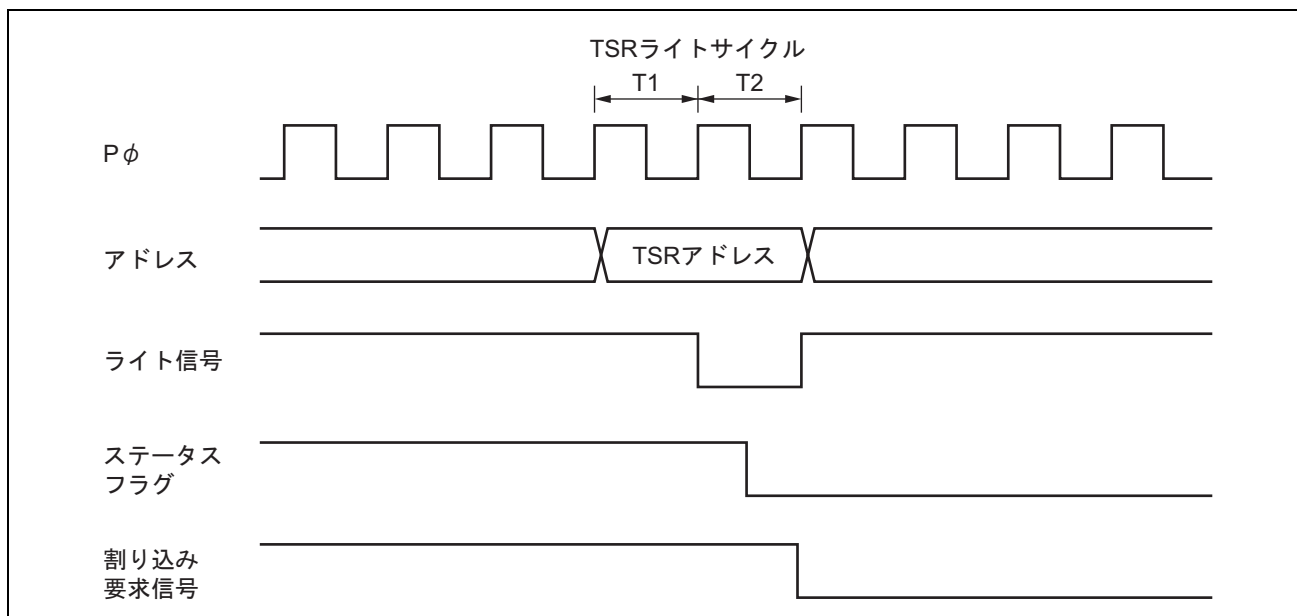 TSRライトサイクル
T1
T2
Pφ
アドレス
TSRアドレス
ライト信号
ステータス
フラグ
割り込み
要求信号